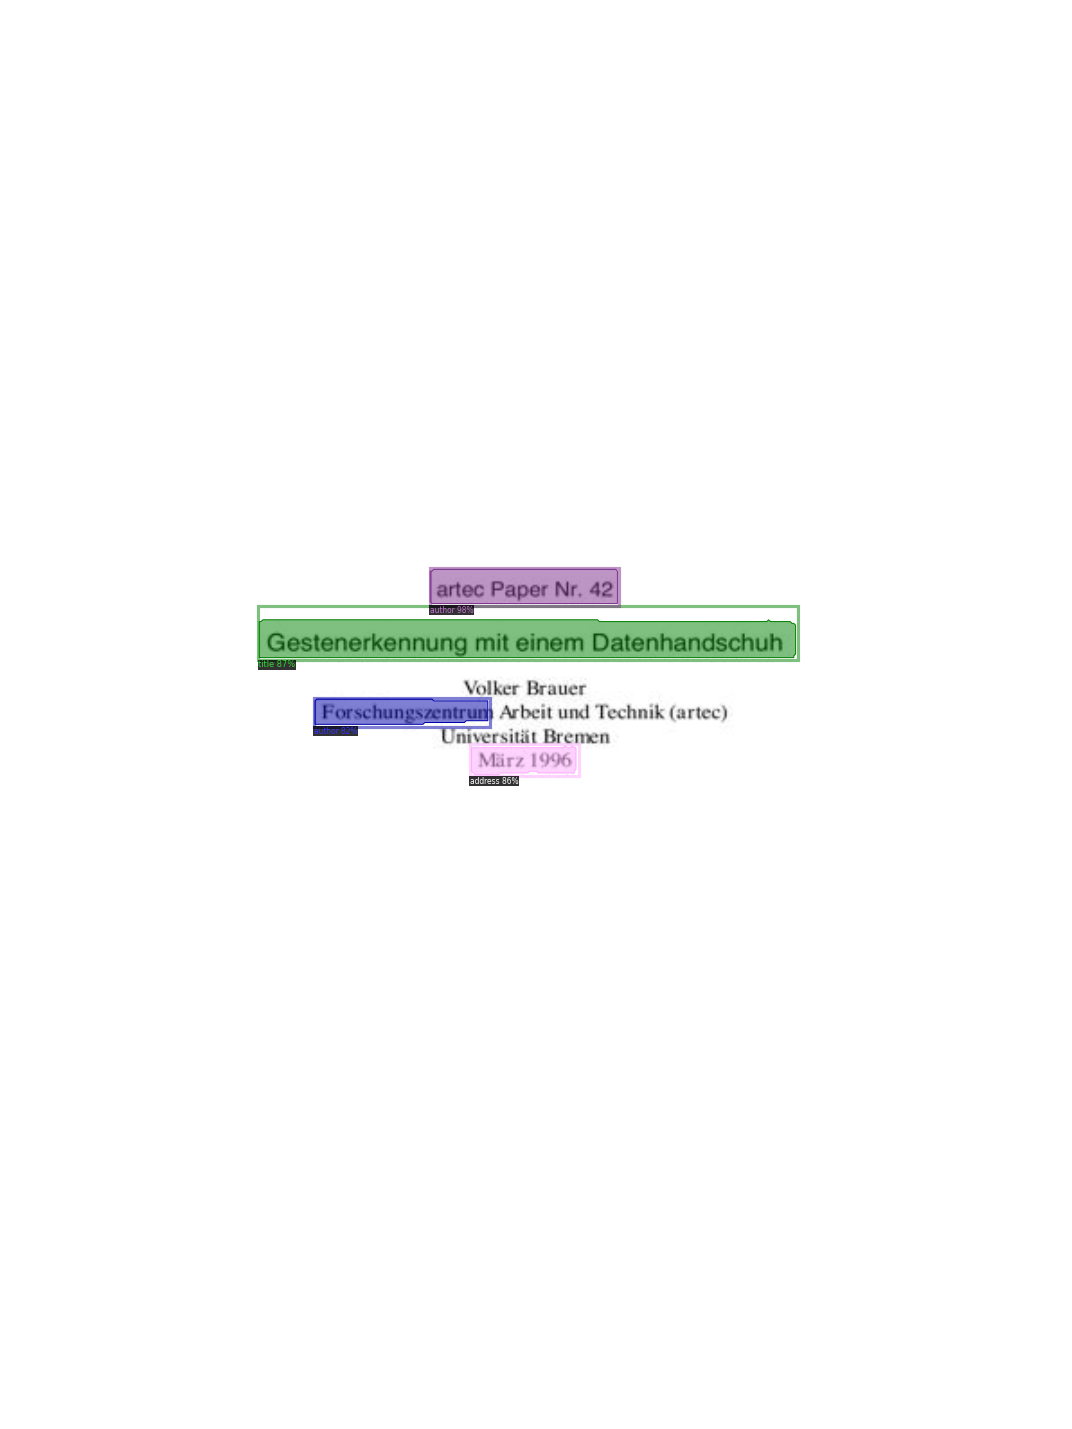 artec Paper Nr. 42
author 98%
Gestenerkennung mit einem Datenhandschuh
title 87%
Volker Brauer
Forschungszentrum Arbeit und Technik (artec)
author
Universität Bremen
März 1996
address 86%